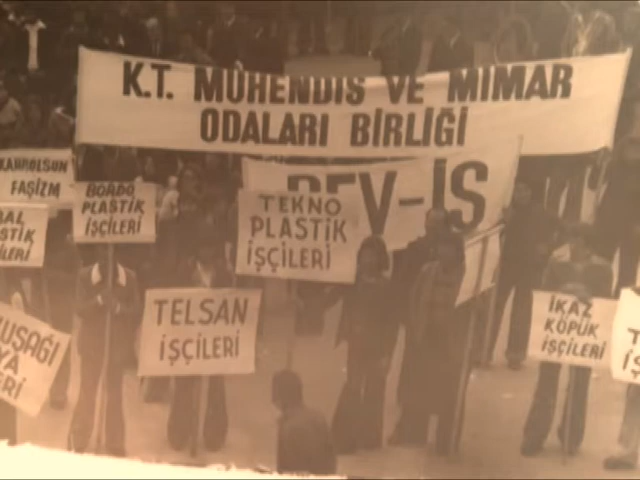 K.T. MÜHENDİS VE MİMAR
ODALARI BİRLİĞİ
DEV-İŞ
KAHROLSUN
FAŞİZM
BORDO
PLASTİK
İŞÇİLERİ
TEKNO
PLASTİK
İŞÇİLERİ
TELSAN
İŞÇİLERİ
İKAZ
KÖPÜK
İŞÇİLERİ